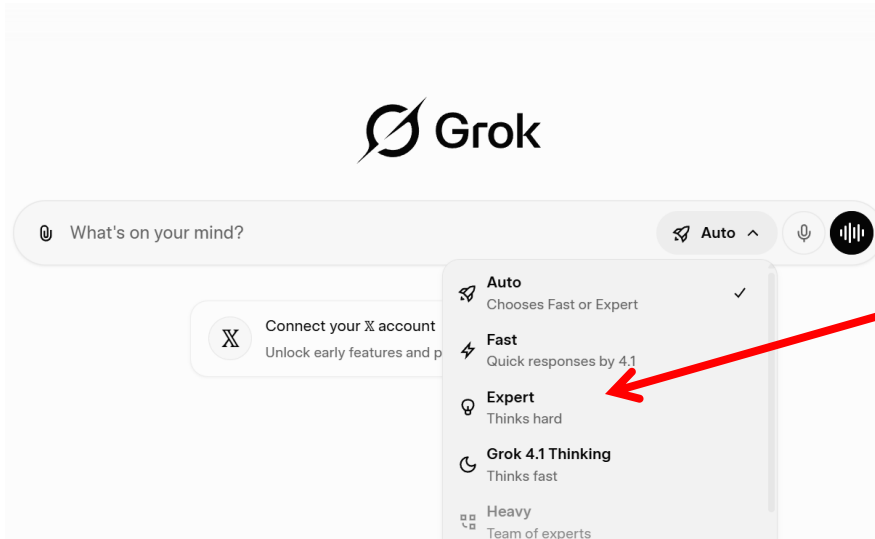 Grok
What's on your mind?
Auto
Auto
Chooses Fast or Expert
Connect your 𝕏 account
Unlock early features and p
Fast
Quick responses by 4.1
Expert
Thinks hard
Grok 4.1 Thinking
Thinks fast
Heavy
Team of experts